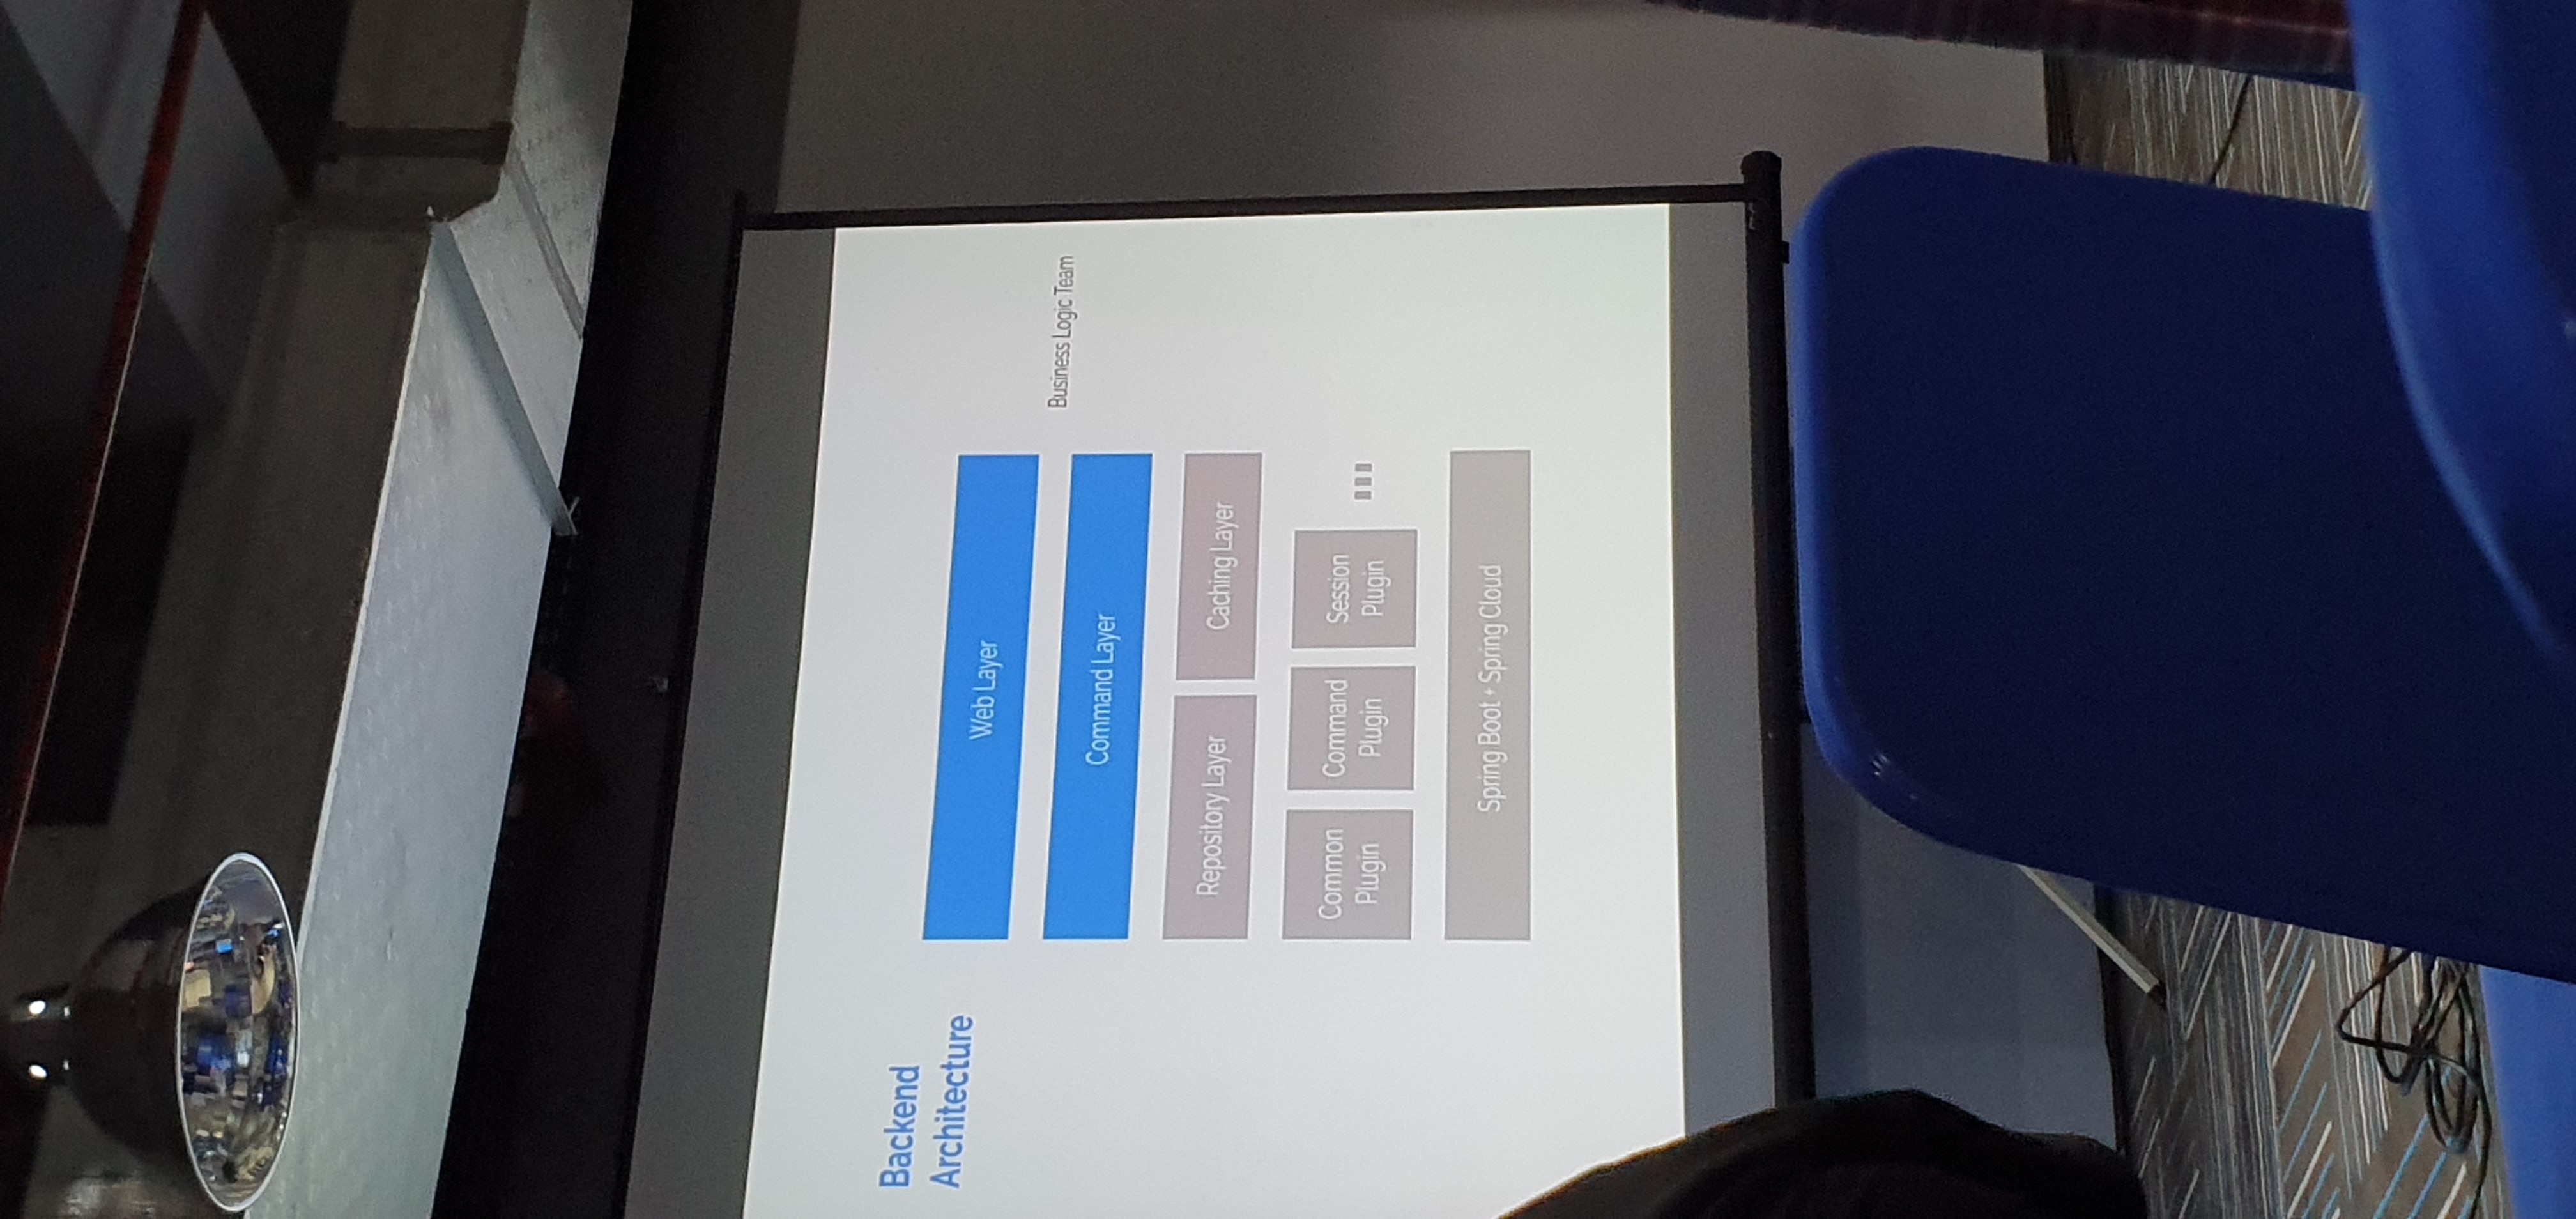 Backend
Architecture
Web Layer
Command Layer
Business Logic Team
Repository Layer
Caching Layer
Common
Plugin
Command
Plugin
Session
Plugin
Spring Boot + Spring Cloud